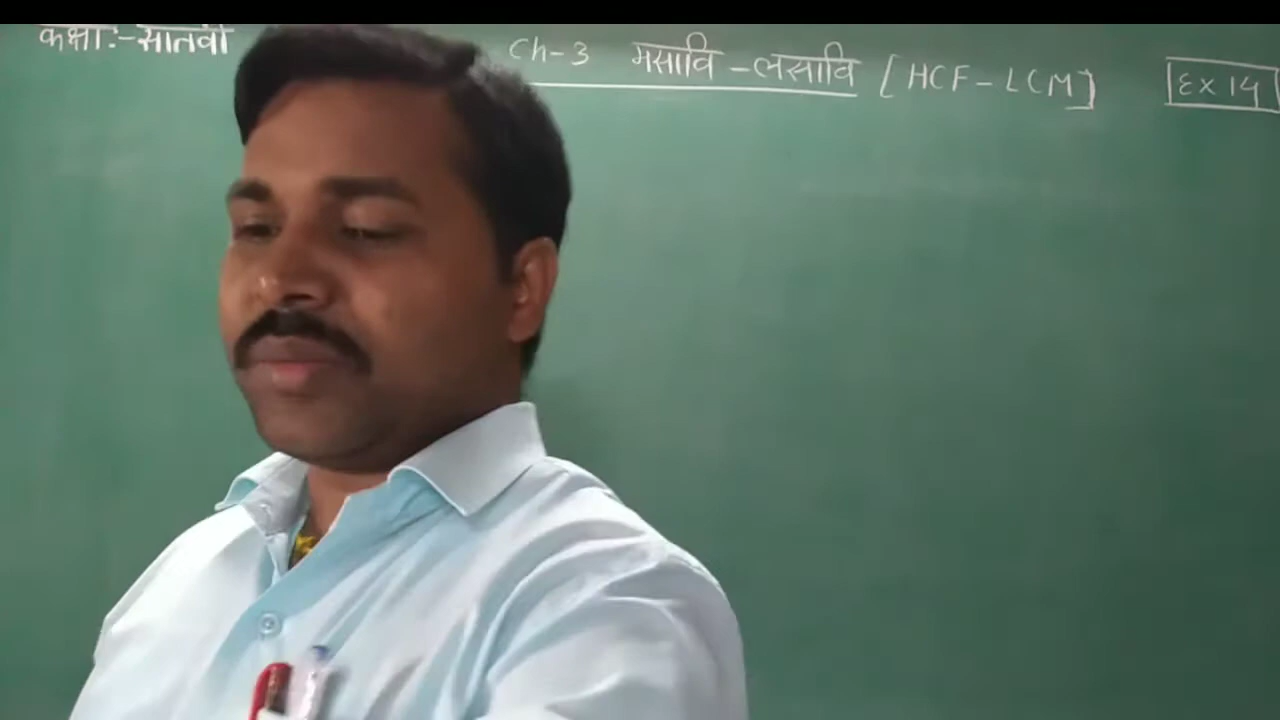 कक्षा:- सातवी Ch-3 मसावि - लसावि [HCF - LCM] Ex 14